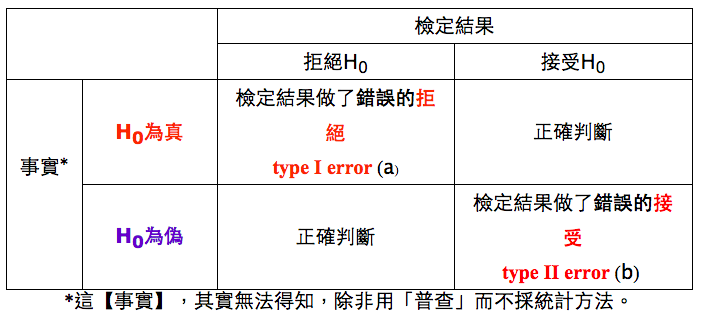 檢定結果
拒絕H0
接受H0
事實*
H0為真
檢定結果做了錯誤的拒
絕
type I error (a)
正確判斷
H0為偽
正確判斷
檢定結果做了錯誤的接
受
type II error (b)
*這【事實】，其實無法得知，除非用「普查」而不採統計方法。